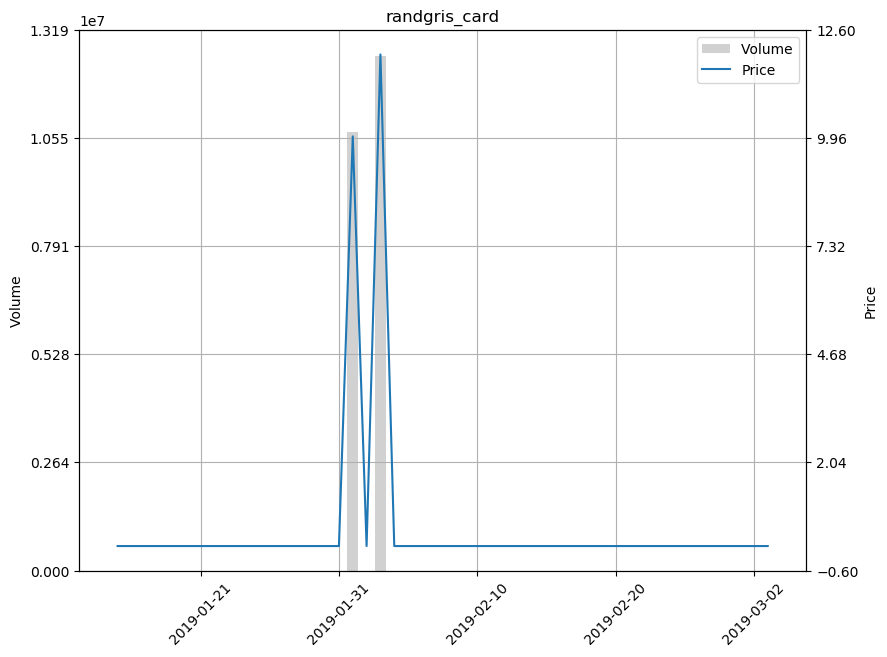 randgris_card
1e7
1.319
1.055
0.791
0.528
0.264
0.000
Volume
12.60
9.96
7.32
4.68
2.04
−0.60
Price
Volume
Price
2019-01-21
2019-01-31
2019-02-10
2019-02-20
2019-03-02